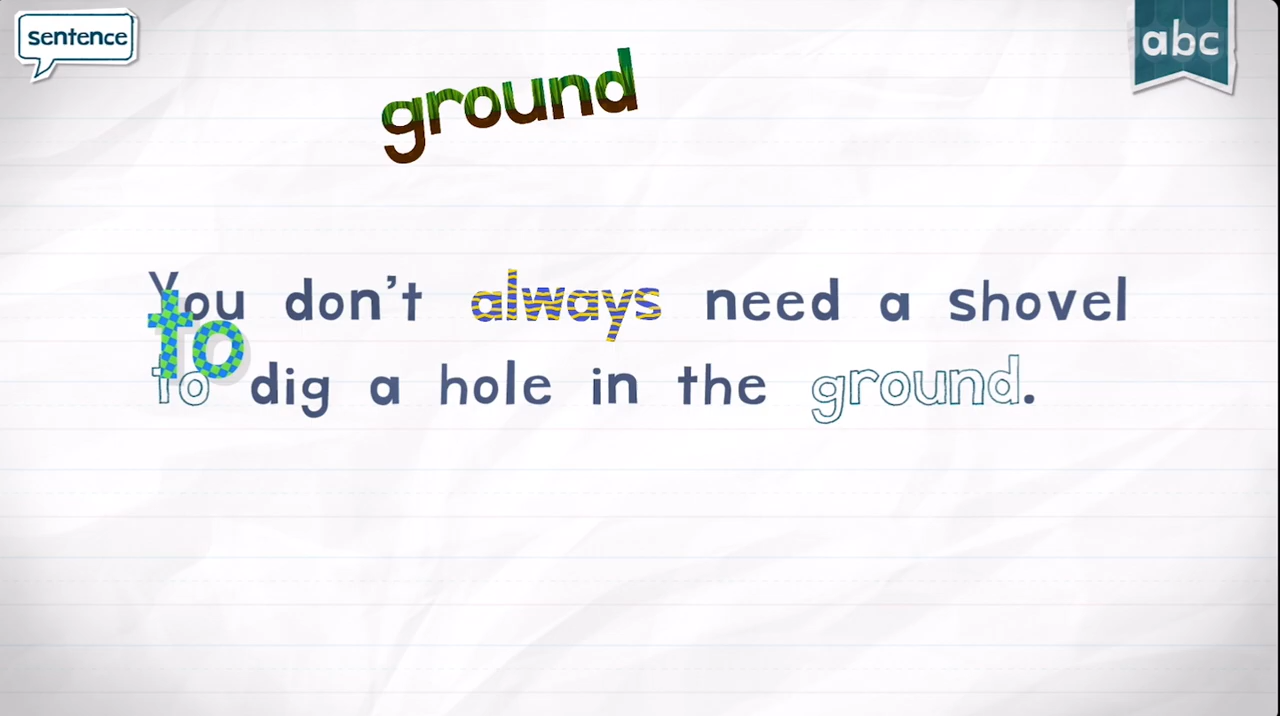 sentence
abc
ground
You don't always need a shovel
to
to dig a hole in the ground.